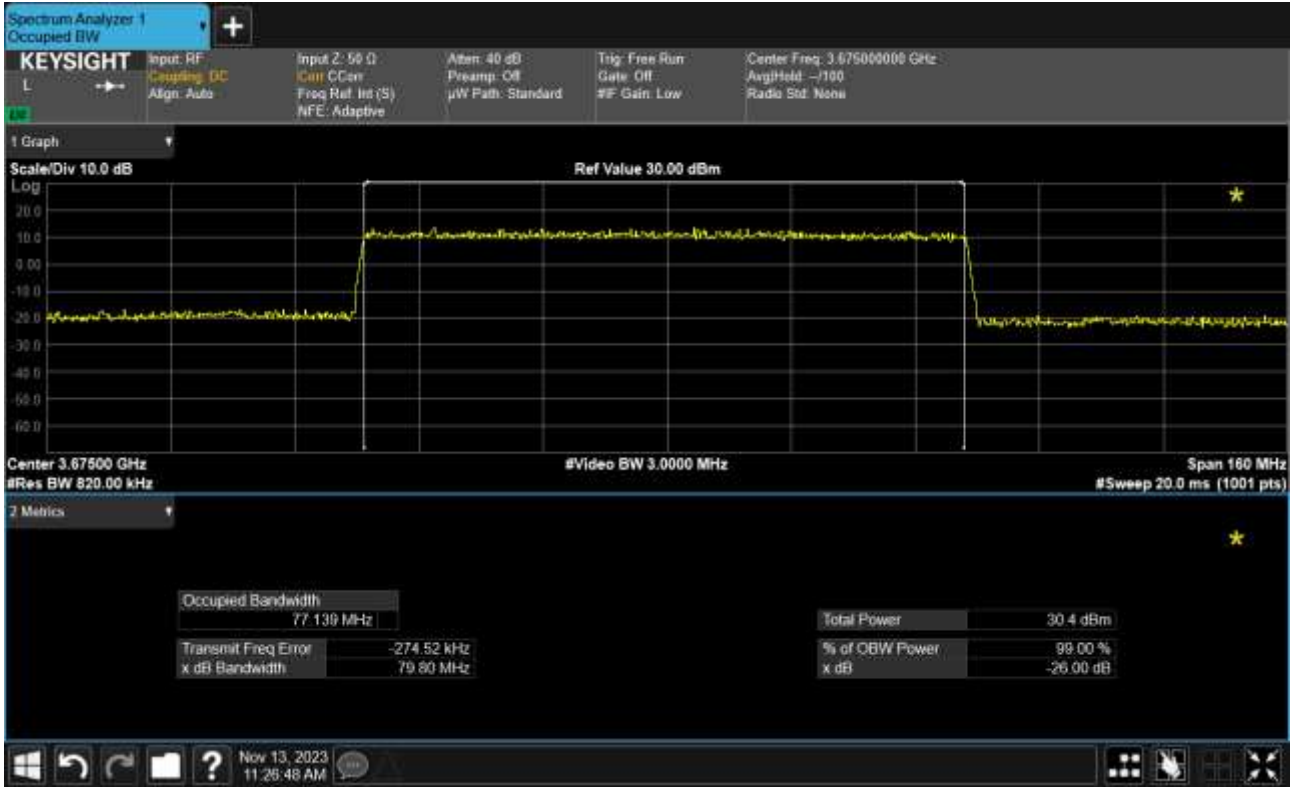 Spectrum Analyzer 1
Occupied BW
KEYSIGHT
L
Input: RF
Coupling: DC
Align: Auto
Input Z: 50 Ω
Corr CCorr
Freq Ref: Int (S)
NFE: Adaptive
Atten: 40 dB
Preamp: Off
µW Path: Standard
Trig: Free Run
Gate: Off
#IF Gain: Low
Center Freq: 3.675000000 GHz
Avg|Hold: --/100
Radio Std: None
1 Graph
Scale/Div 10.0 dB
Ref Value 30.00 dBm
Log
20.0
10.0
0.00
-10.0
-20.0
-30.0
-40.0
-50.0
-60.0
Center 3.67500 GHz
#Video BW 3.0000 MHz
Span 160 MHz
#Res BW 820.00 kHz
#Sweep 20.0 ms (1001 pts)
2 Metrics
Occupied Bandwidth
77.139 MHz
Total Power 30.4 dBm
Transmit Freq Error -274.52 kHz
% of OBW Power 99.00 %
x dB Bandwidth 79.80 MHz
x dB -26.00 dB
Nov 13, 2023
11:26:48 AM